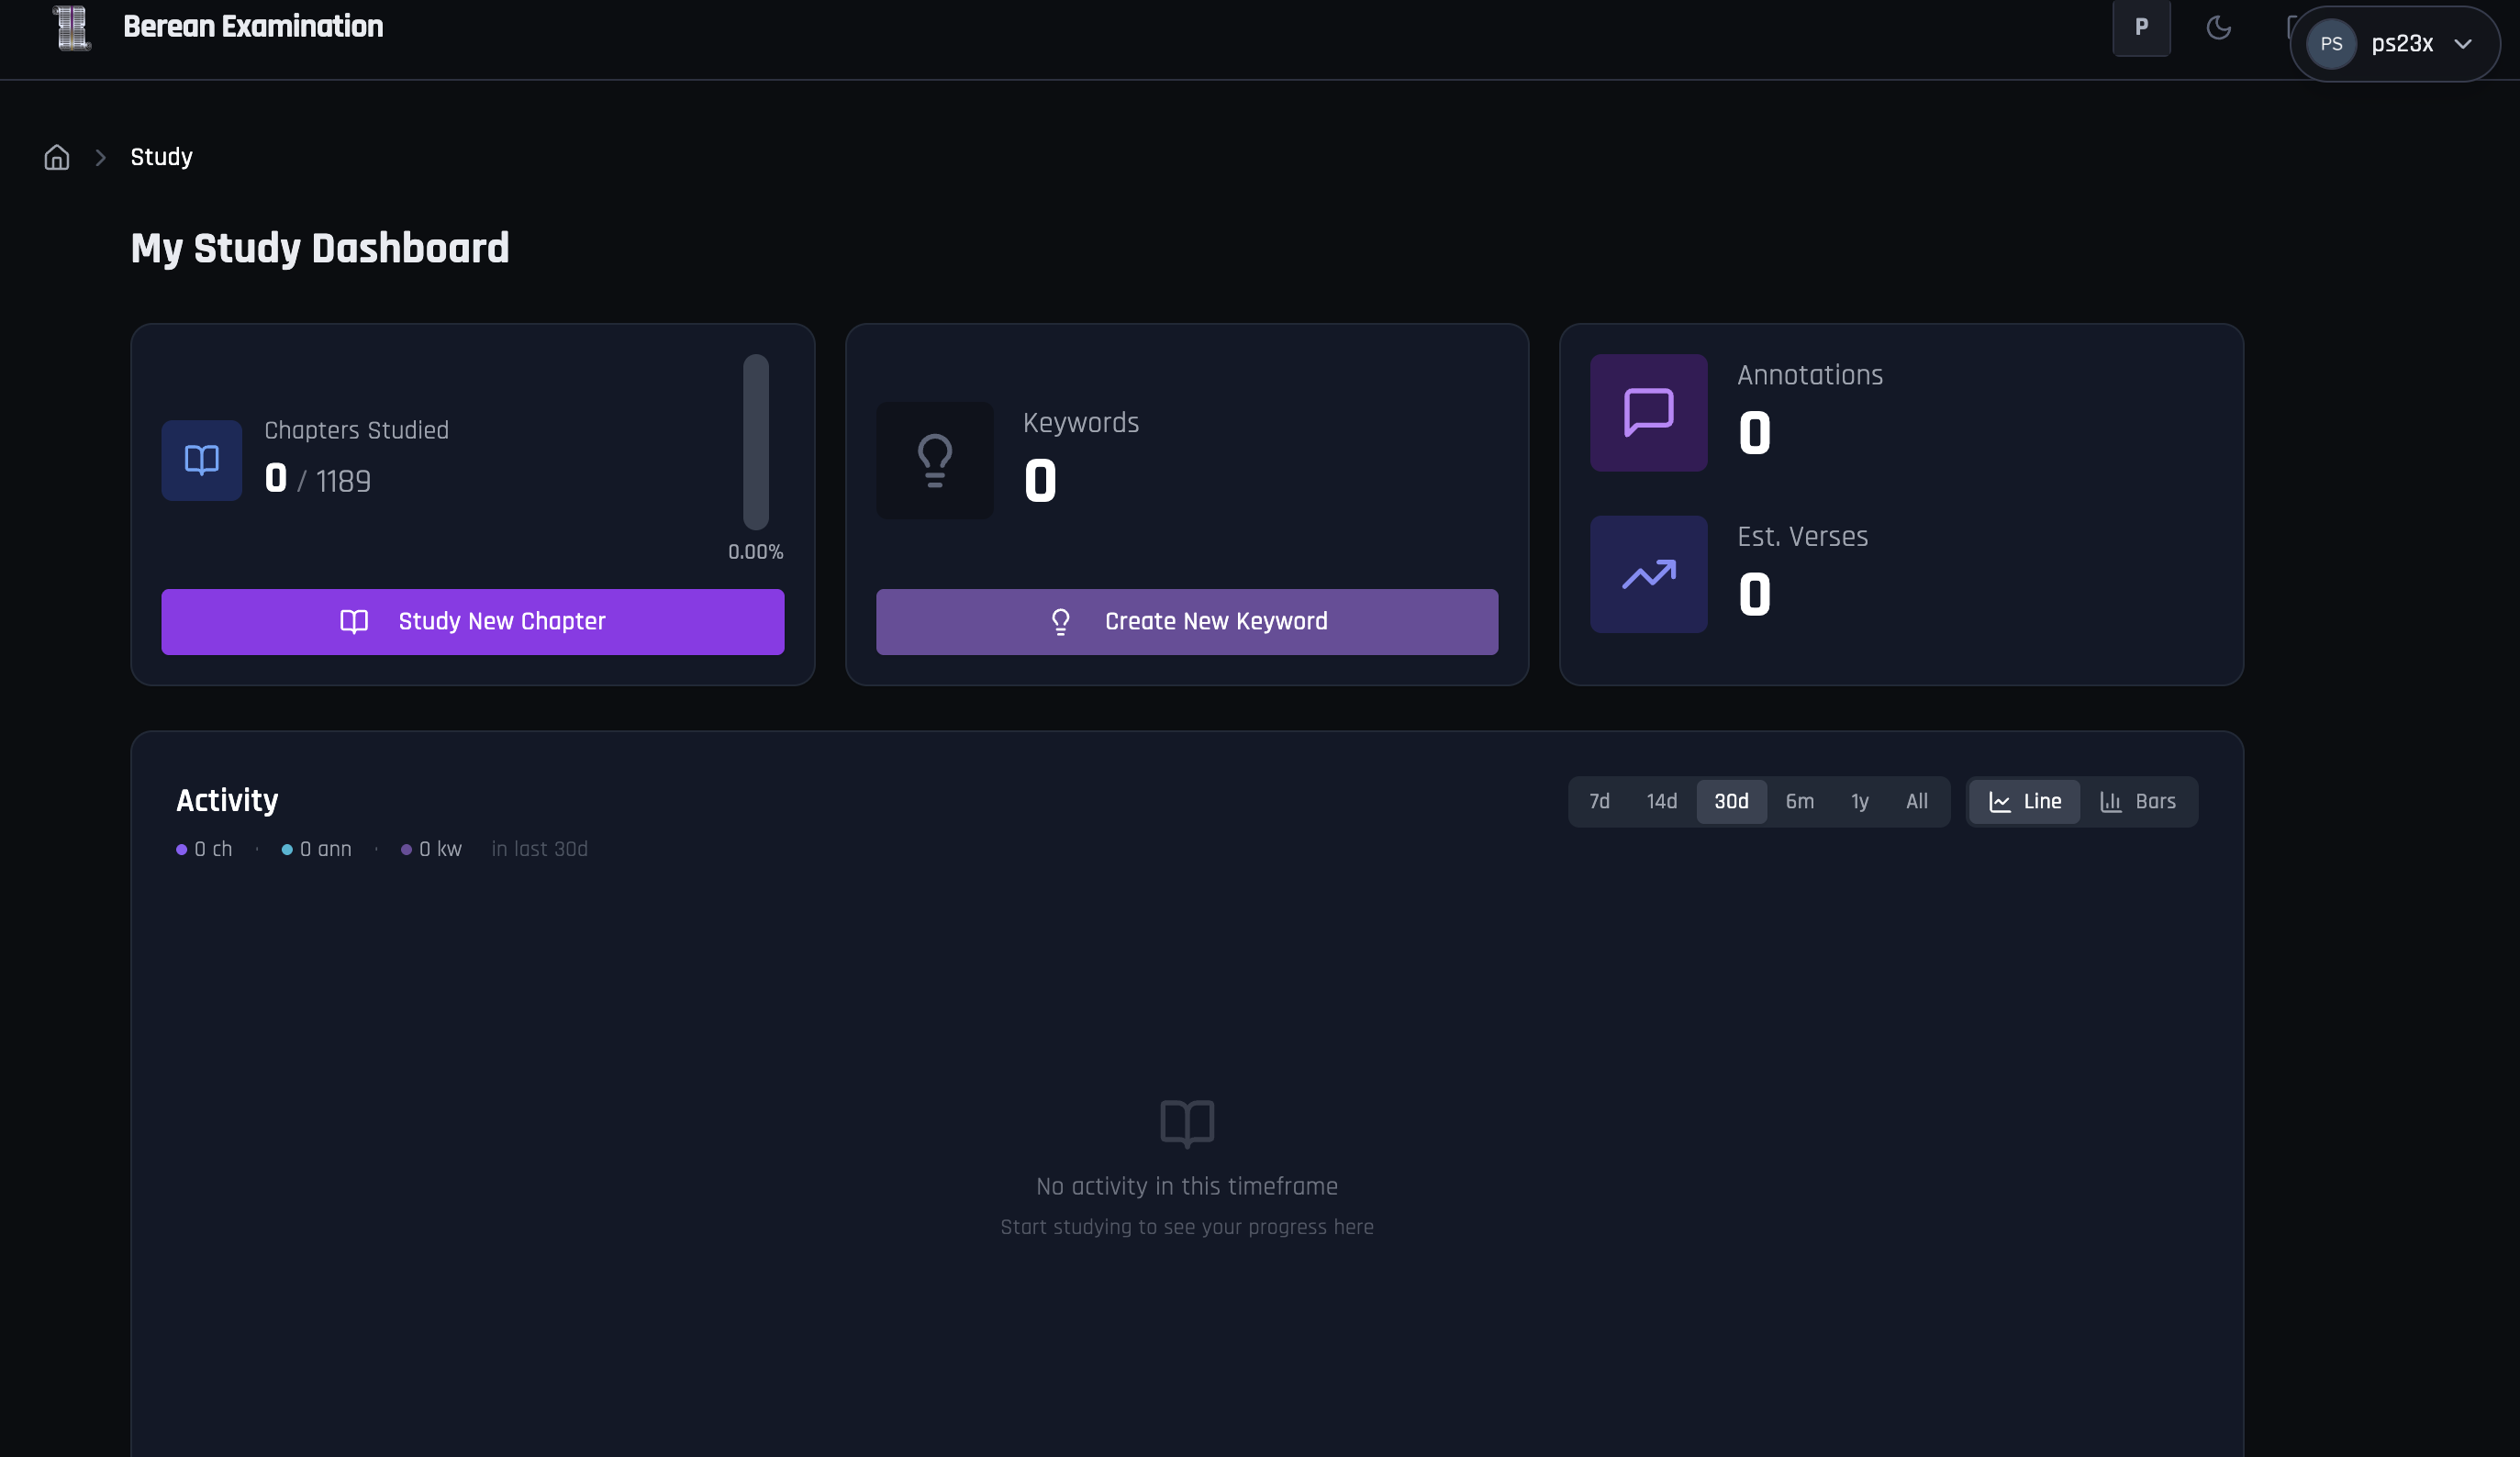 Berean Examination
P
PS ps23x
Study
My Study Dashboard
Chapters Studied
0 / 1189
0.00%
Study New Chapter
Keywords
0
Create New Keyword
Annotations
0
Est. Verses
0
Activity
7d 14d 30d 6m 1y All
Line Bars
0 ch · 0 ann · 0 kw in last 30d
No activity in this timeframe
Start studying to see your progress here